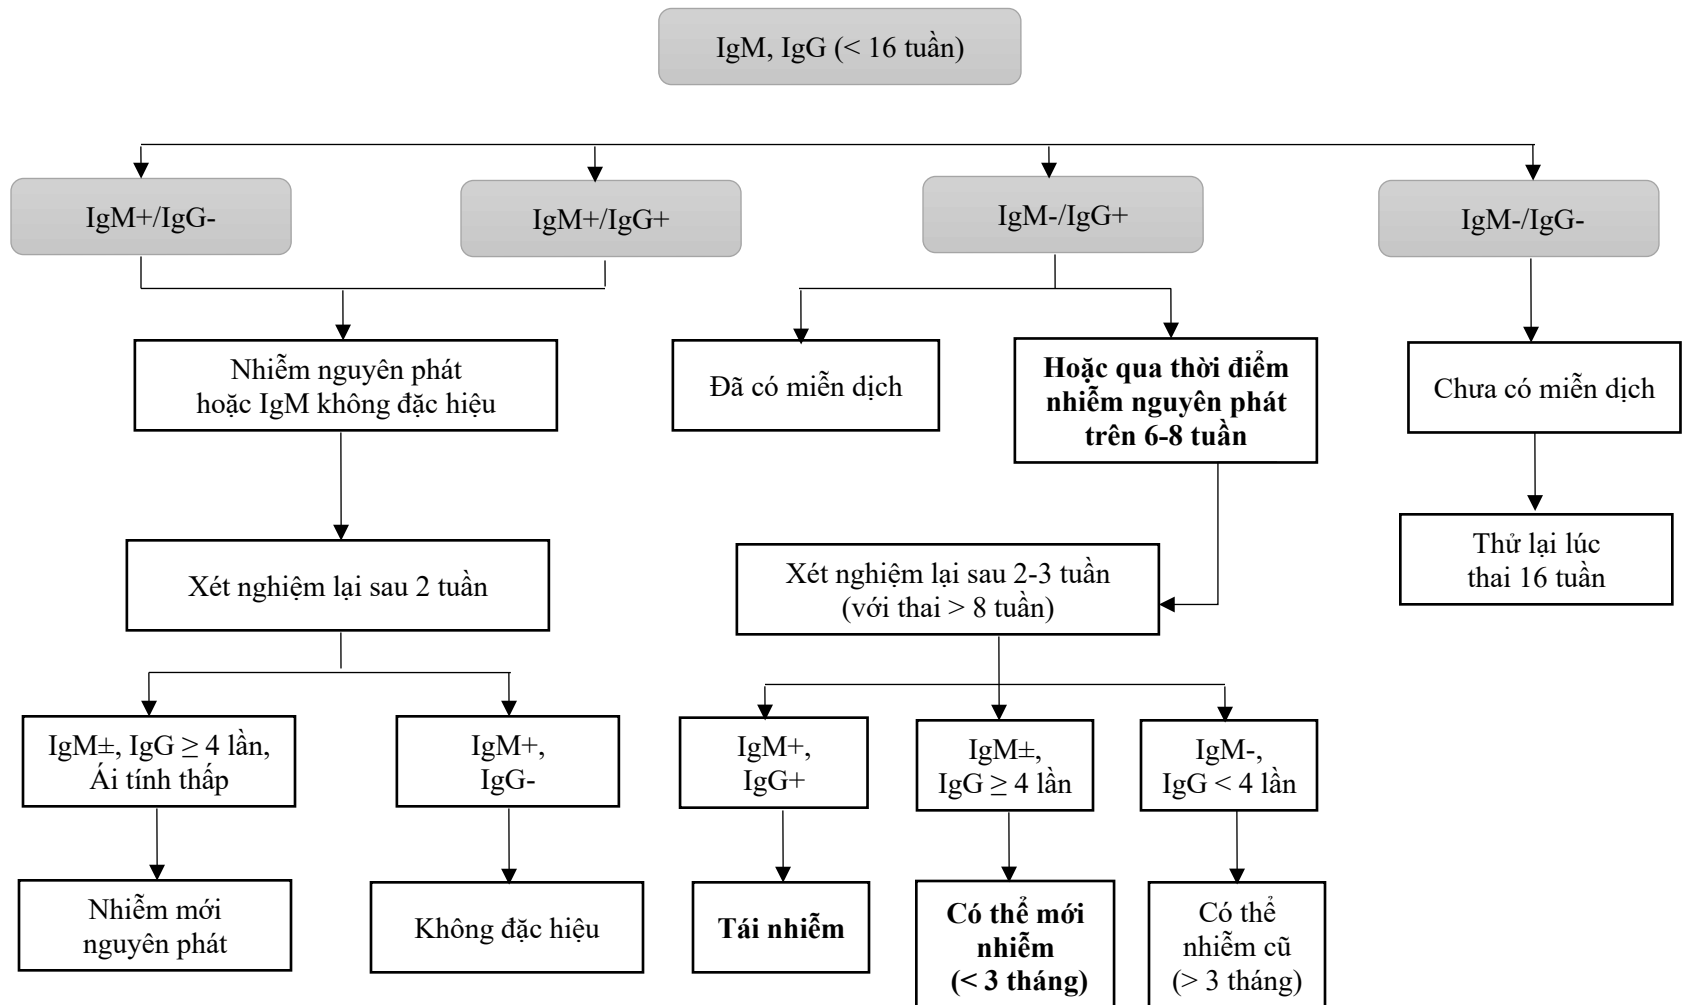 IgM, IgG (< 16 tuần)
IgM+/IgG-
IgM+/IgG+
IgM-/IgG+
IgM-/IgG-
Nhiễm nguyên phát
hoặc IgM không đặc hiệu
Đã có miễn dịch
Hoặc qua thời điểm
nhiễm nguyên phát
trên 6-8 tuần
Chưa có miễn dịch
Xét nghiệm lại sau 2 tuần
Xét nghiệm lại sau 2-3 tuần
(với thai > 8 tuần)
Thử lại lúc
thai 16 tuần
IgM±, IgG ≥ 4 lần,
Ái tính thấp
IgM+,
IgG-
IgM+,
IgG+
IgM±,
IgG ≥ 4 lần
IgM-,
IgG < 4 lần
Nhiễm mới
nguyên phát
Không đặc hiệu
Tái nhiễm
Có thể mới
nhiễm
(< 3 tháng)
Có thể
nhiễm cũ
(> 3 tháng)